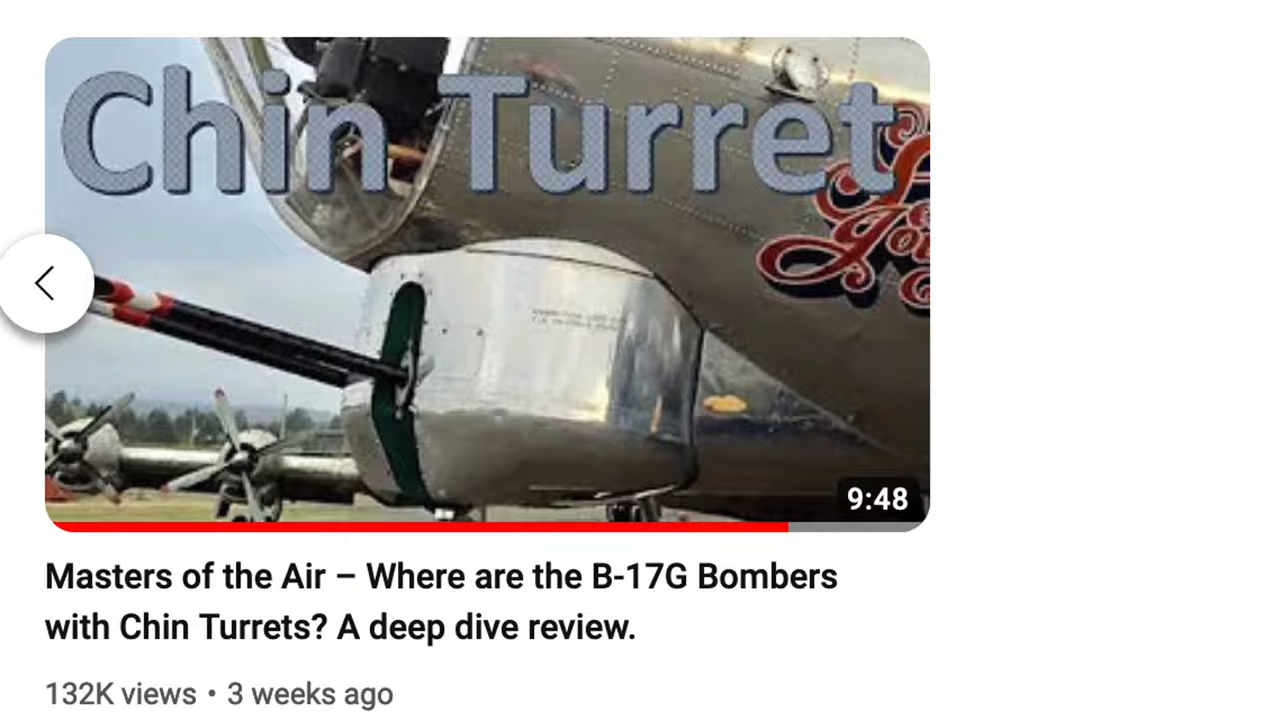 Chin Turret
9:48
Masters of the Air – Where are the B-17G Bombers
with Chin Turrets? A deep dive review.
132K views • 3 weeks ago